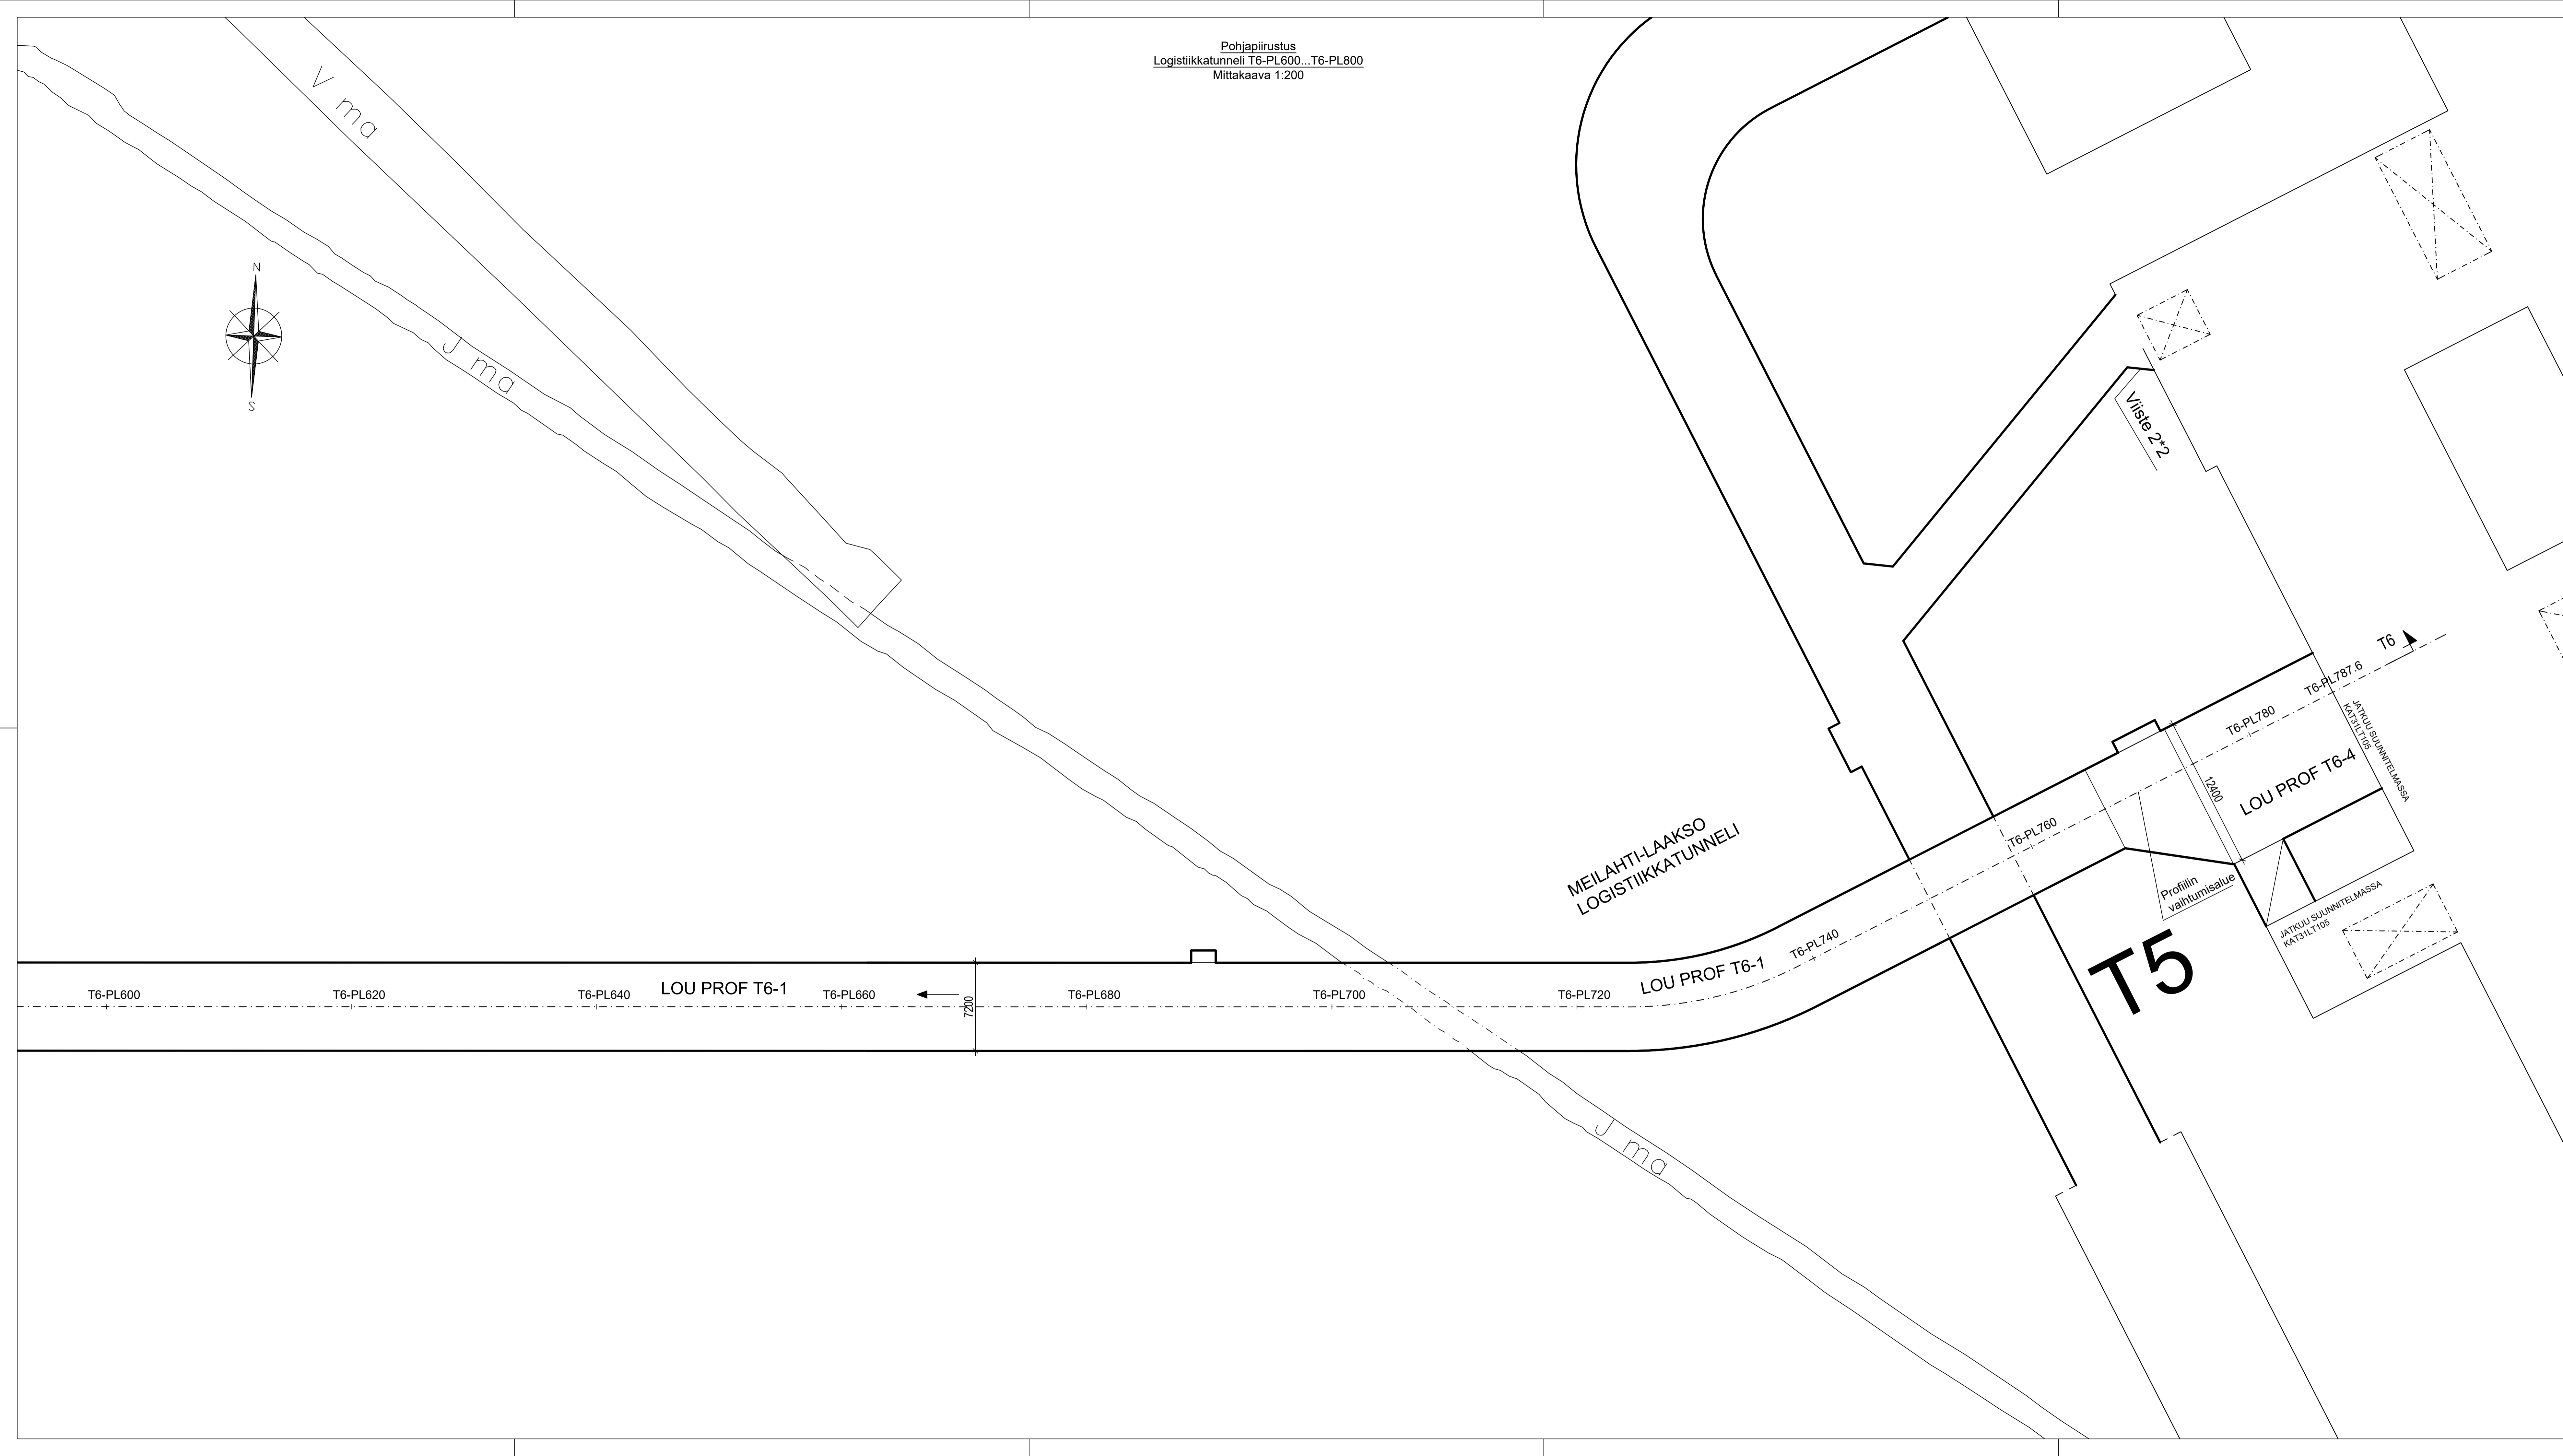 Pohjapiirustus
Logistiikkatunneli T6-PL600...T6-PL800
Mittakaava 1:200
V ma
N
S
J ma
Viiste 2*2
T6
T6-PL787.6
T6-PL780
JATKUU SUUNNITELMASSA
KAT31LT105
LOU PROF T6-4
12400
T6-PL760
MEILAHTI-LAAKSO
LOGISTIIKKATUNNELI
Profiilin
vaihtumisalue
JATKUU SUUNNITELMASSA
KAT31LT105
T5
T6-PL740
LOU PROF T6-1
T6-PL600
T6-PL620
T6-PL640
LOU PROF T6-1
T6-PL660
7200
T6-PL680
T6-PL700
T6-PL720
J ma